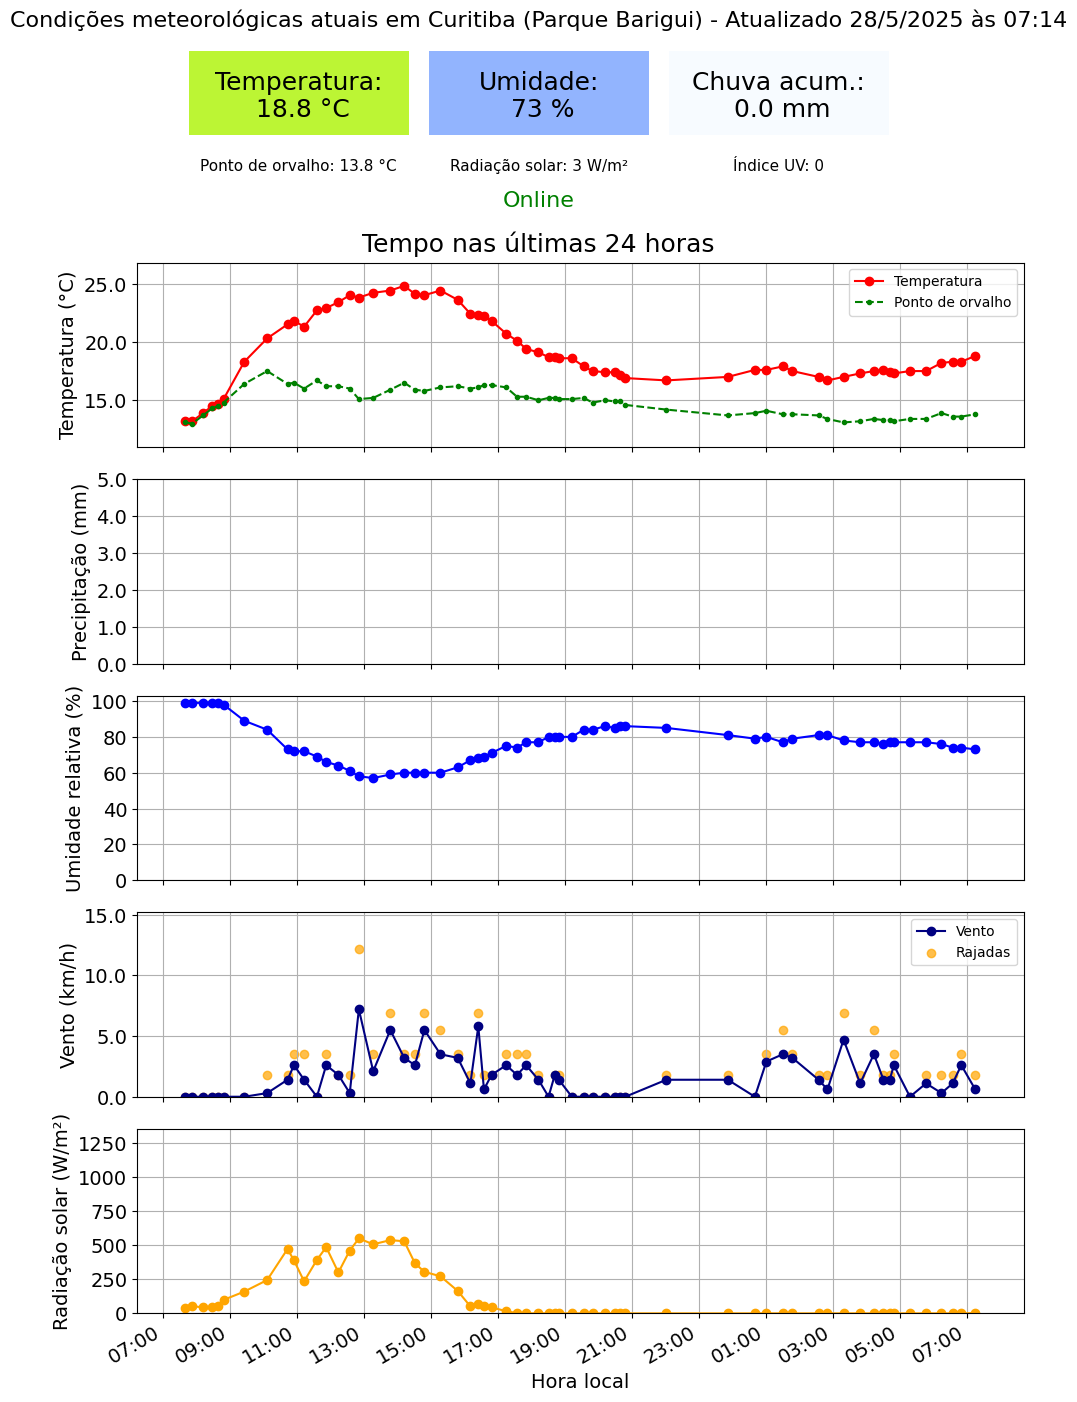 Condições meteorológicas atuais em Curitiba (Parque Barigui) - Atualizado 28/5/2025 às 07:14
Temperatura:
18.8 °C
Umidade:
73 %
Chuva acum.:
0.0 mm
Ponto de orvalho: 13.8 °C
Radiação solar: 3 W/m²
Índice UV: 0
Online
Tempo nas últimas 24 horas
Temperatura (°C)
25.0
20.0
15.0
Temperatura
Ponto de orvalho
Precipitação (mm)
5.0
4.0
3.0
2.0
1.0
0.0
Umidade relativa (%)
100
80
60
40
20
0
Vento (km/h)
15.0
10.0
5.0
0.0
Vento
Rajadas
Radiação solar (W/m²)
1250
1000
750
500
250
0
07:00
09:00
11:00
13:00
15:00
17:00
19:00
21:00
23:00
01:00
03:00
05:00
07:00
Hora local